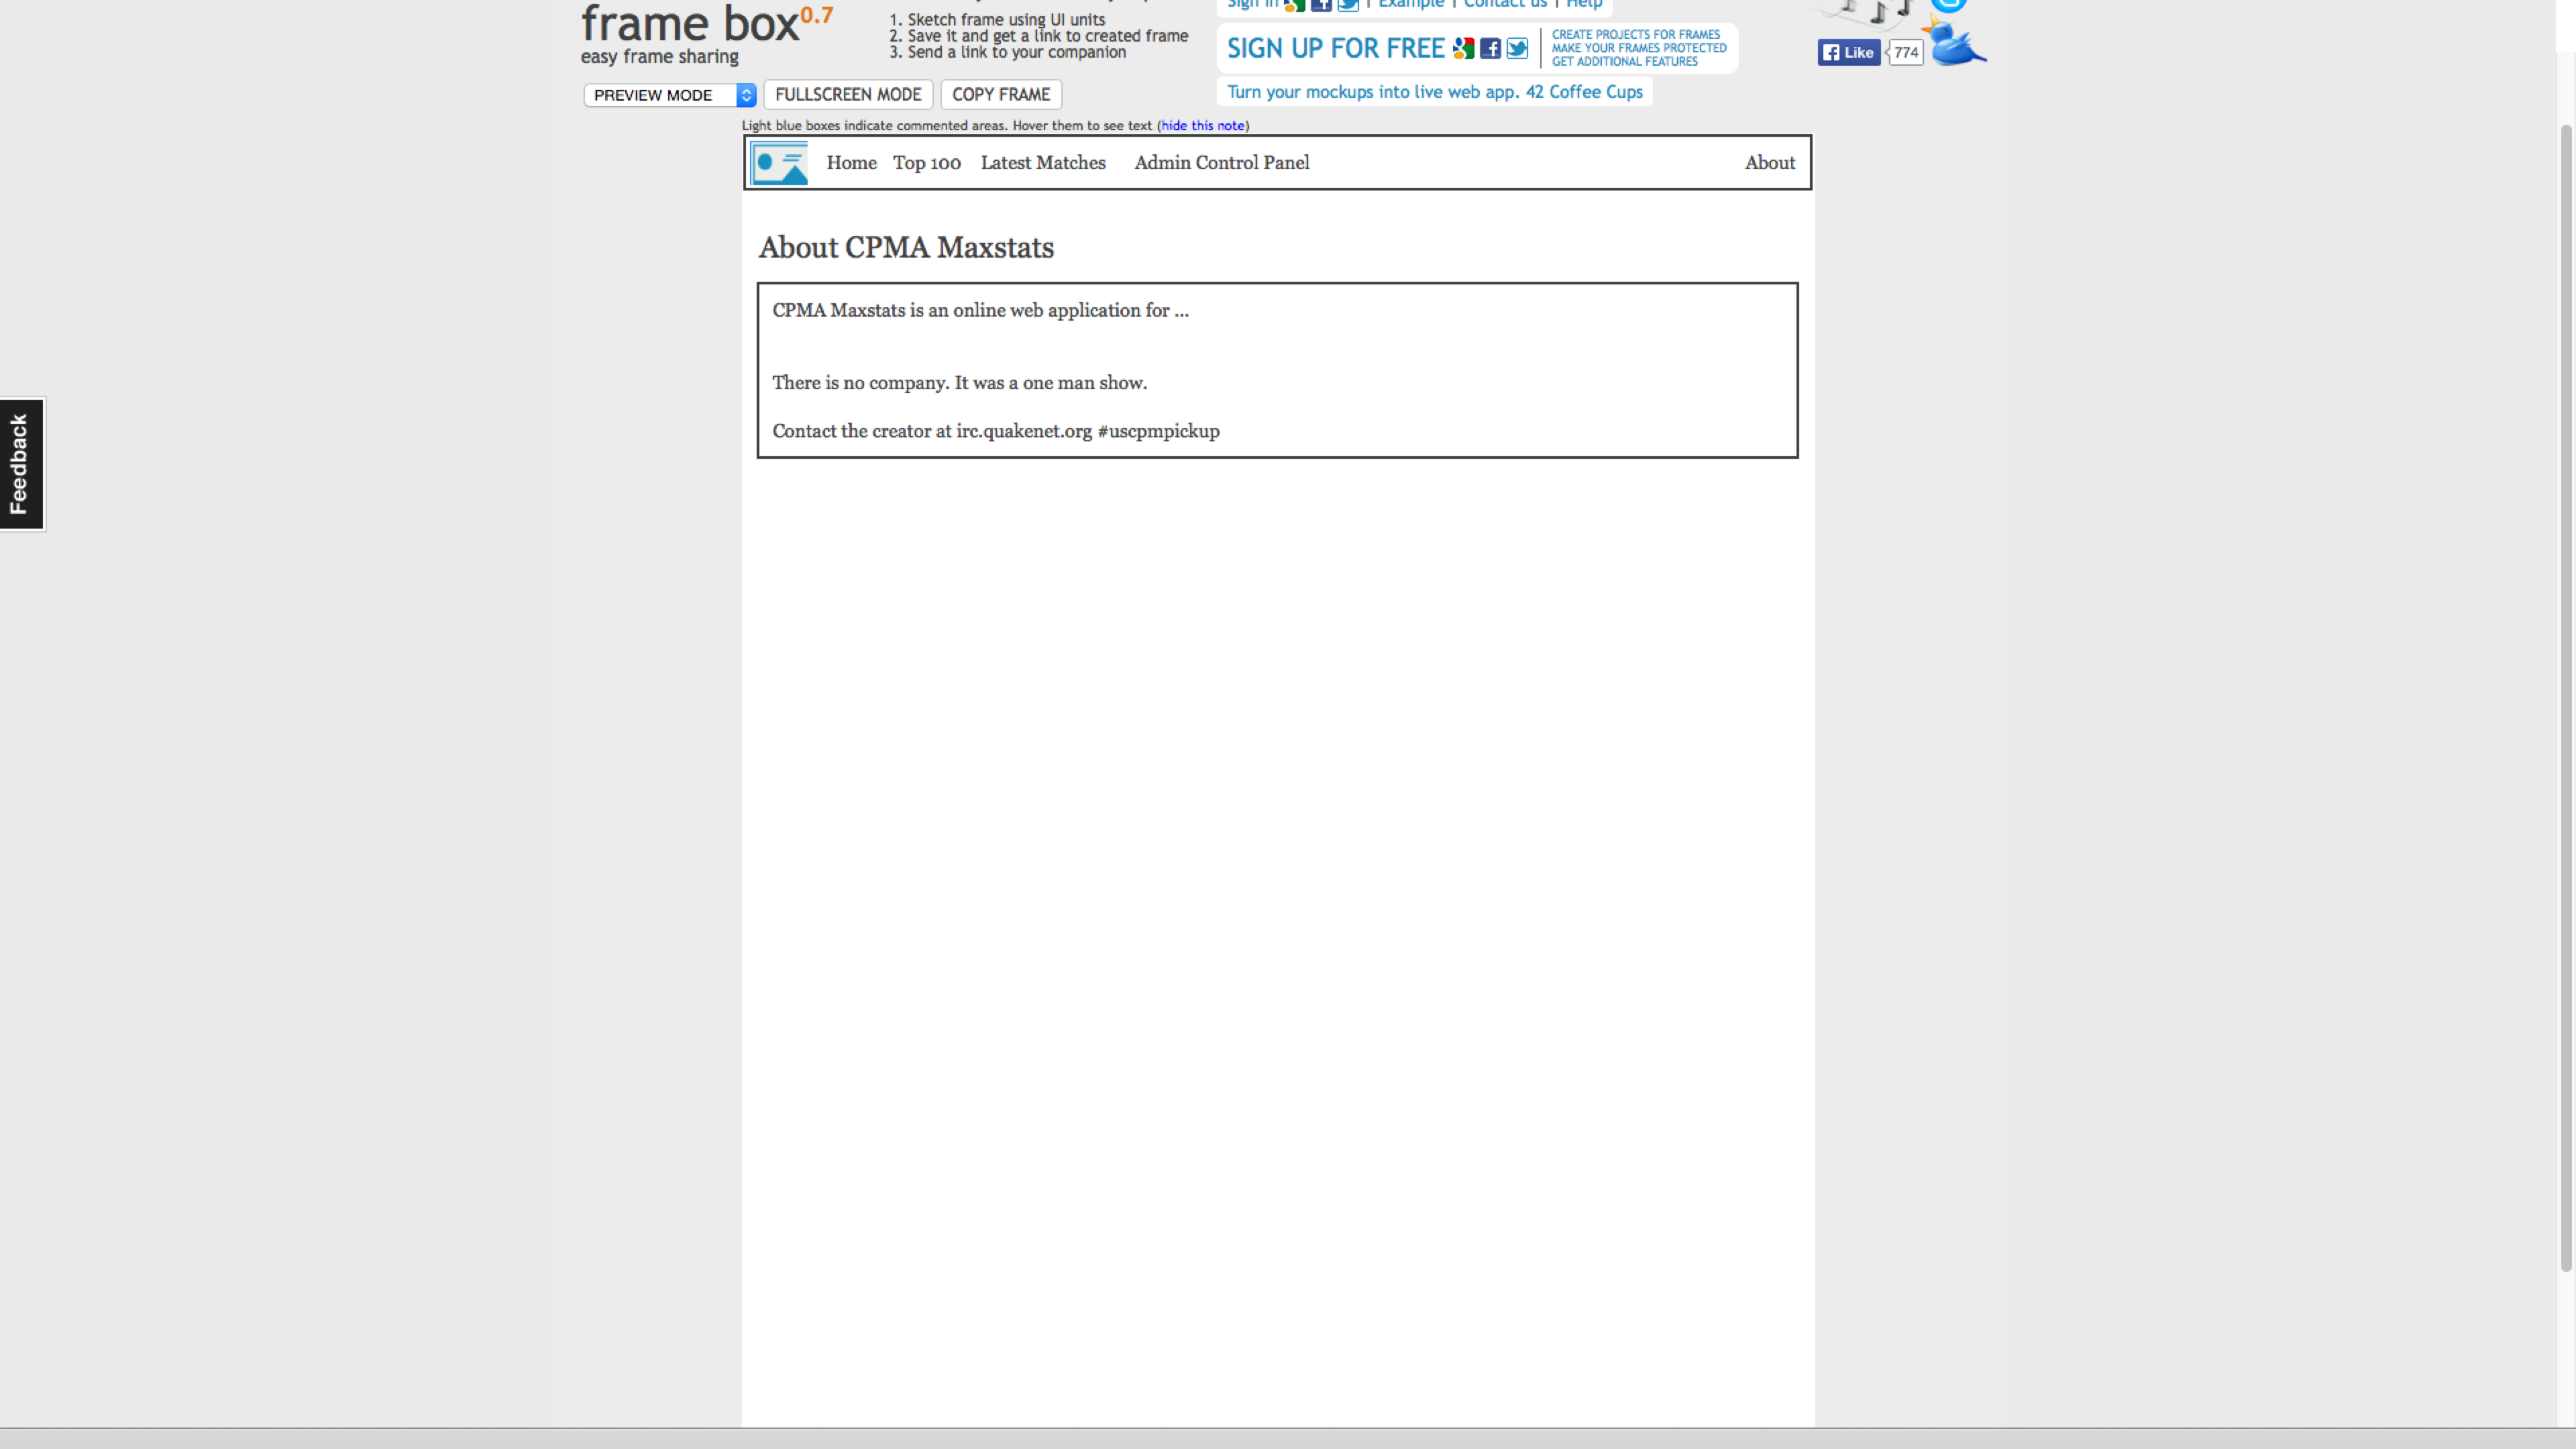 frame box0.7
easy frame sharing
1. Sketch frame using UI units
2. Save it and get a link to created frame
3. Send a link to your companion
Sign in | Example | Contact us | Help
SIGN UP FOR FREE
CREATE PROJECTS FOR FRAMES
MAKE YOUR FRAMES PROTECTED
GET ADDITIONAL FEATURES
Turn your mockups into live web app. 42 Coffee Cups
Like 774
PREVIEW MODE FULLSCREEN MODE COPY FRAME
Light blue boxes indicate commented areas. Hover them to see text (hide this note)
Home Top 100 Latest Matches Admin Control Panel About
About CPMA Maxstats
CPMA Maxstats is an online web application for ...
There is no company. It was a one man show.
Contact the creator at irc.quakenet.org #uscpmpickup
Feedback